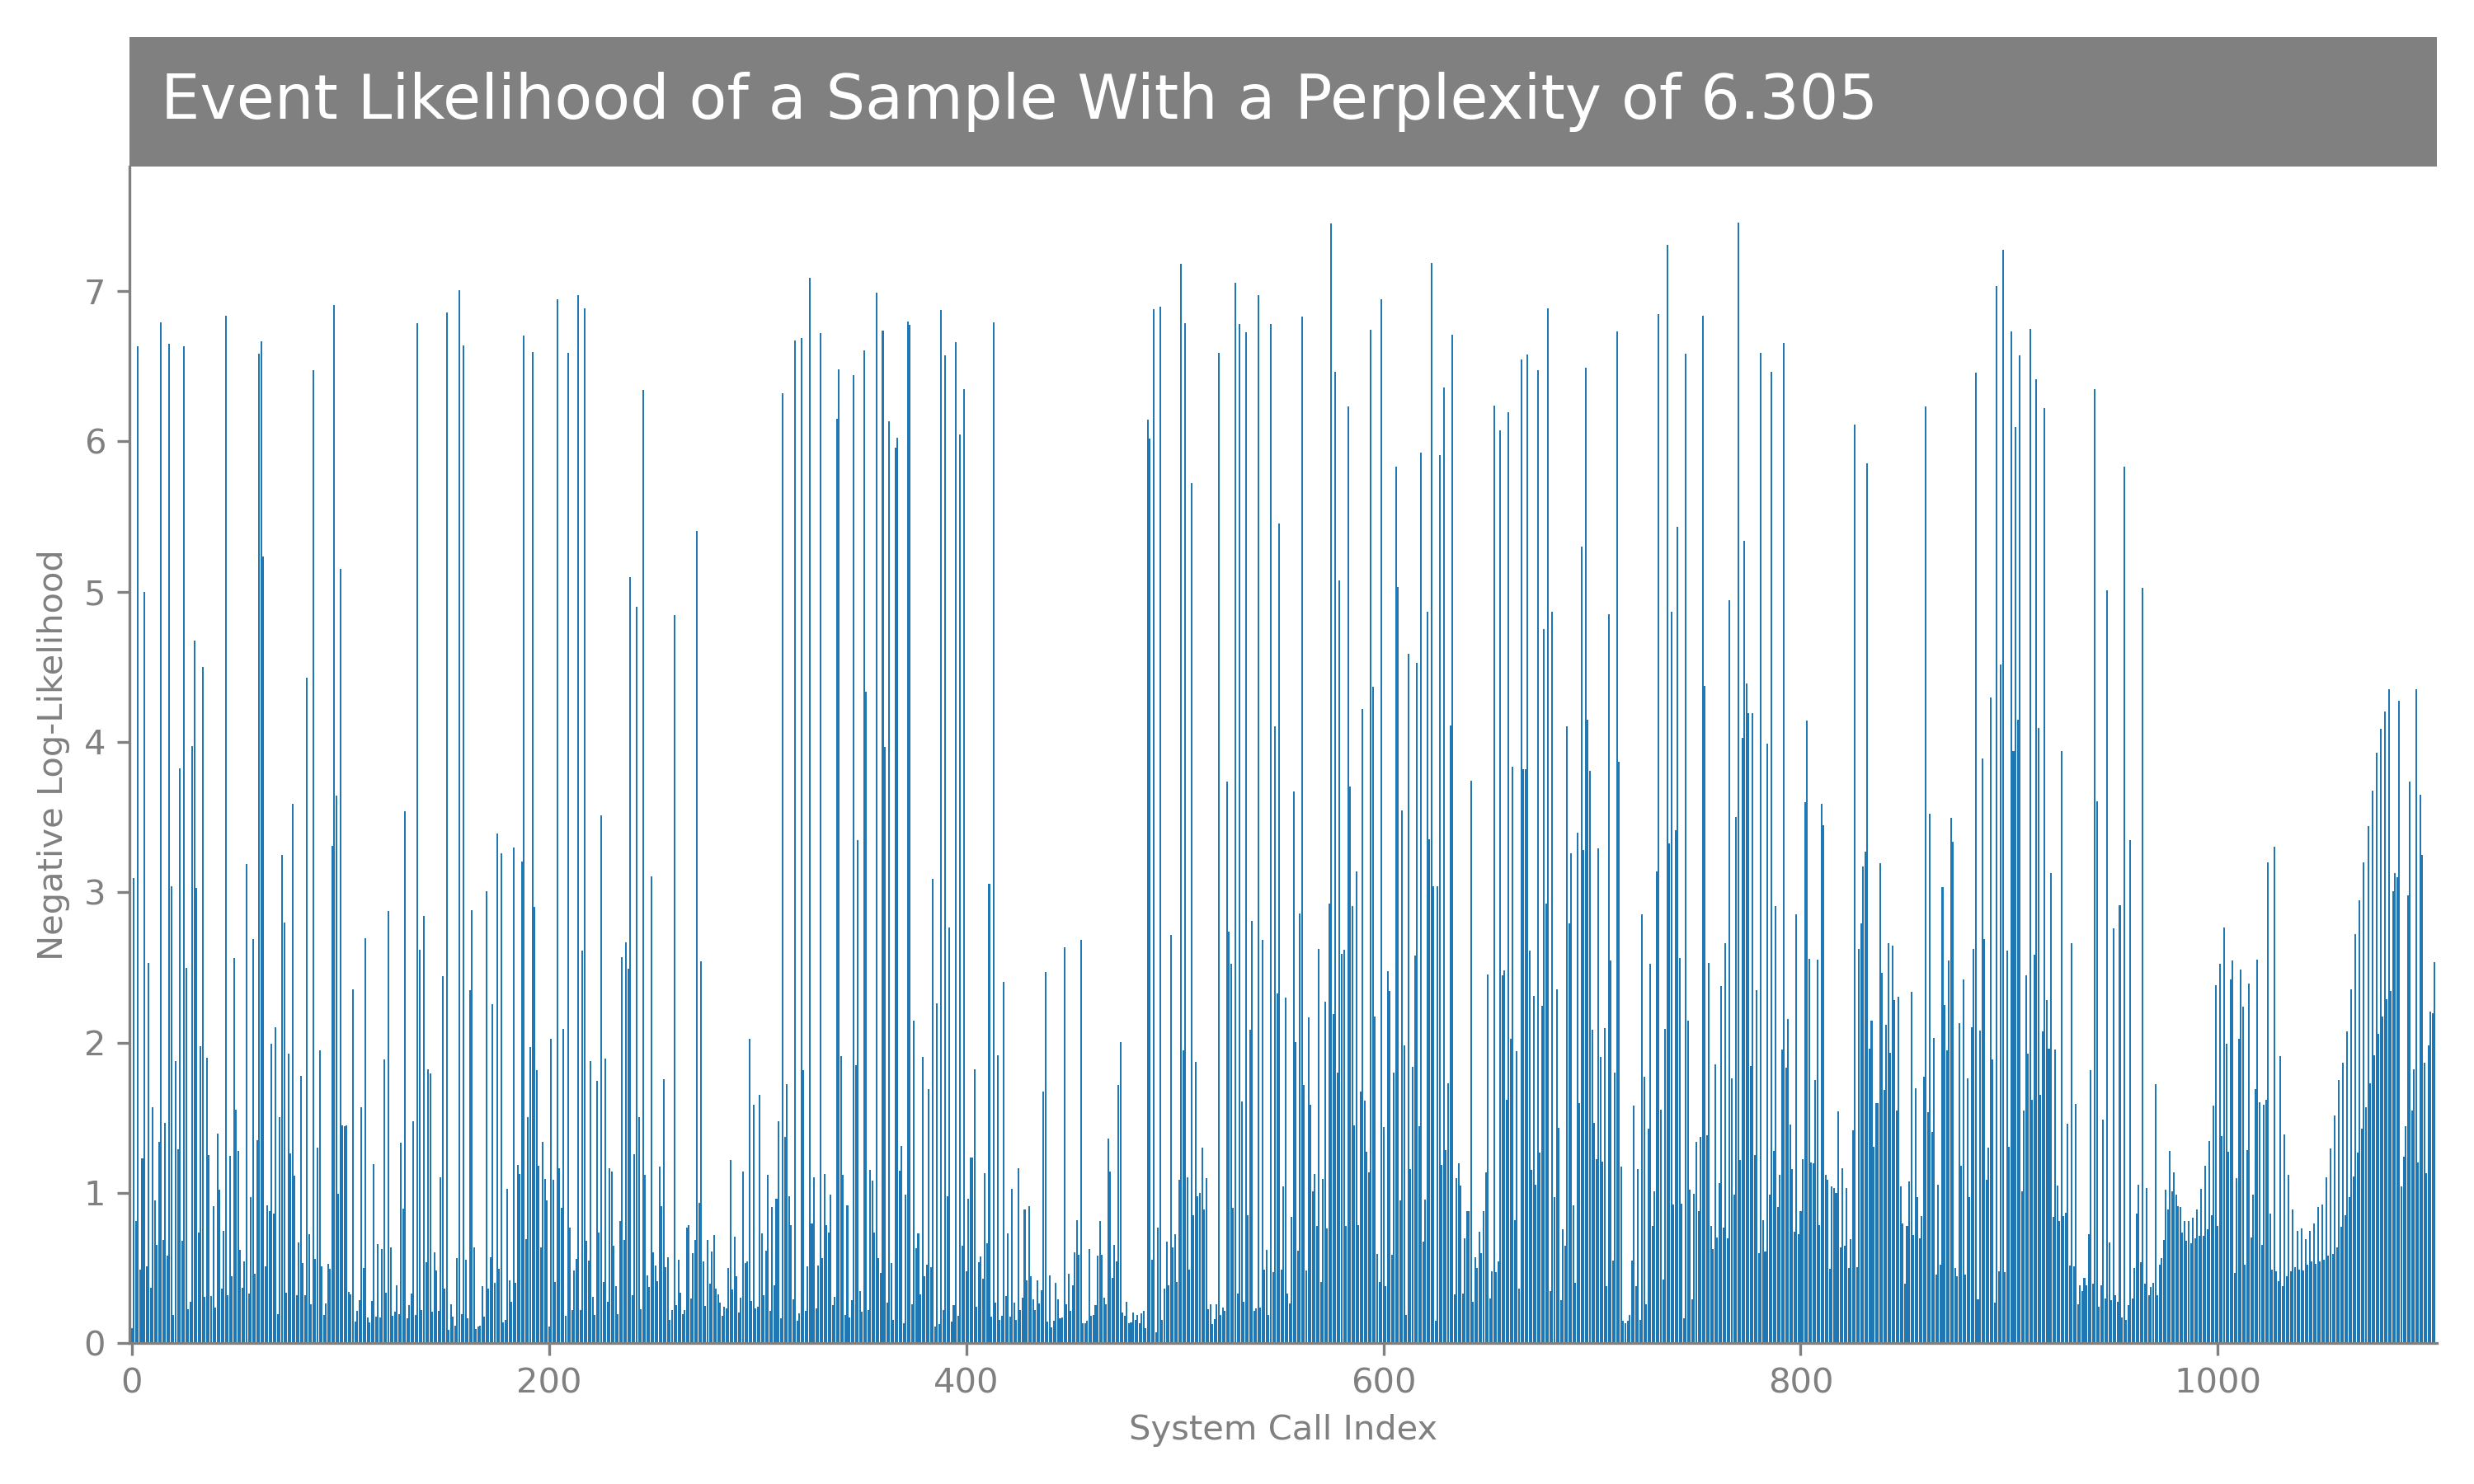 Event Likelihood of a Sample With a Perplexity of 6.305
Negative Log-Likelihood
7
6
5
4
3
2
1
0
0 200 400 600 800 1000
System Call Index